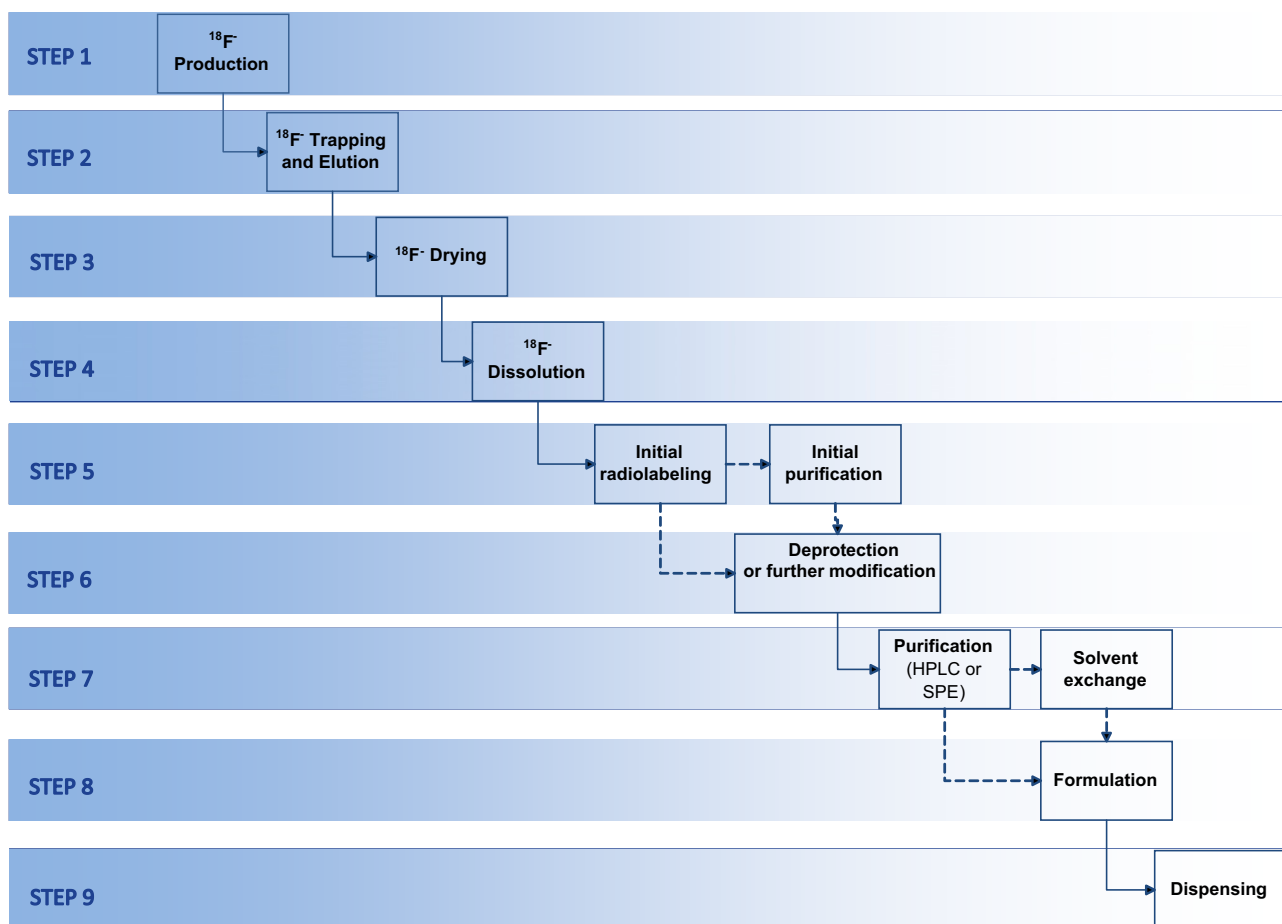 STEP 1
¹⁸F⁻
Production
STEP 2
¹⁸F⁻ Trapping
and Elution
STEP 3
¹⁸F⁻ Drying
STEP 4
¹⁸F⁻
Dissolution
STEP 5
Initial
radiolabeling
Initial
purification
STEP 6
Deprotection
or further modification
STEP 7
Purification
(HPLC or
SPE)
Solvent
exchange
STEP 8
Formulation
STEP 9
Dispensing